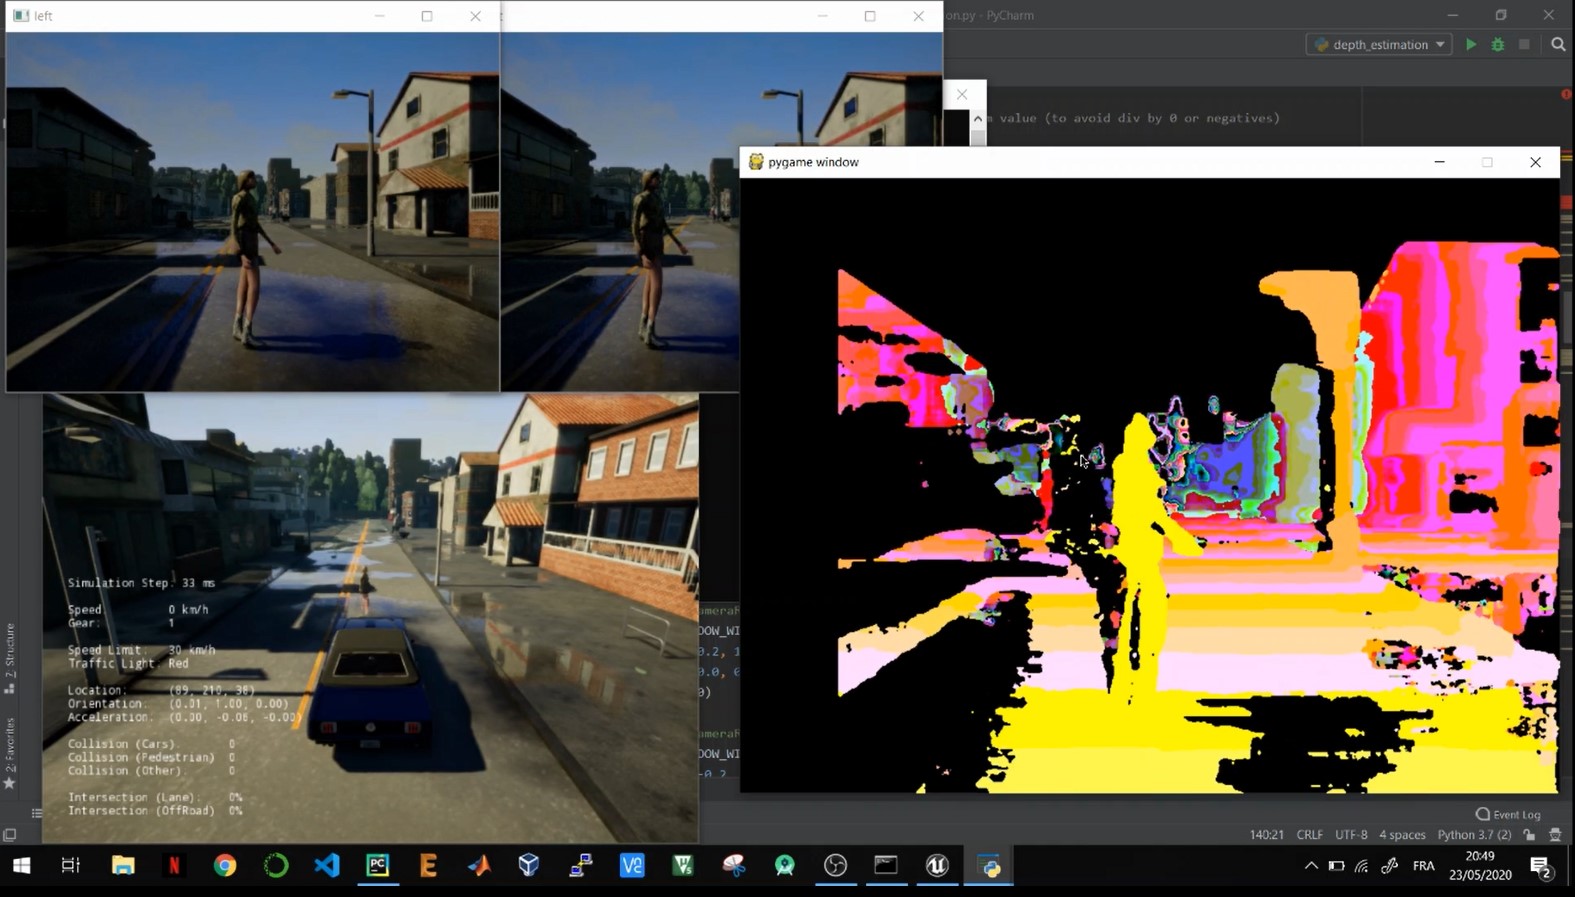 left
on.py - PyCharm
depth_estimation
m value (to avoid div by 0 or negatives)
pygame window
Simulation Step: 33 ms
Speed 0 km/h
Gear: 1
Speed Limit: 30 km/h
Traffic Light: Red
Location: (89, 210, 38)
Orientation: (0.01, 1.00, 0.00)
Acceleration: (0.00, -0.06, -0.00)
Collision (Cars) 0
Collision (Pedestrian) 0
Collision (Other). 0
Intersection (Lane): 0%
Intersection (OffRoad) 0%
ameraR
DOW_WI
0.2, 1
0.0, 0
0)
ameraR
DOW_WI
-0.2
7: Structure
2: Favorites
Event Log
140:21 CRLF UTF-8 4 spaces Python 3.7 (2)
FRA
20:49
23/05/2020
2